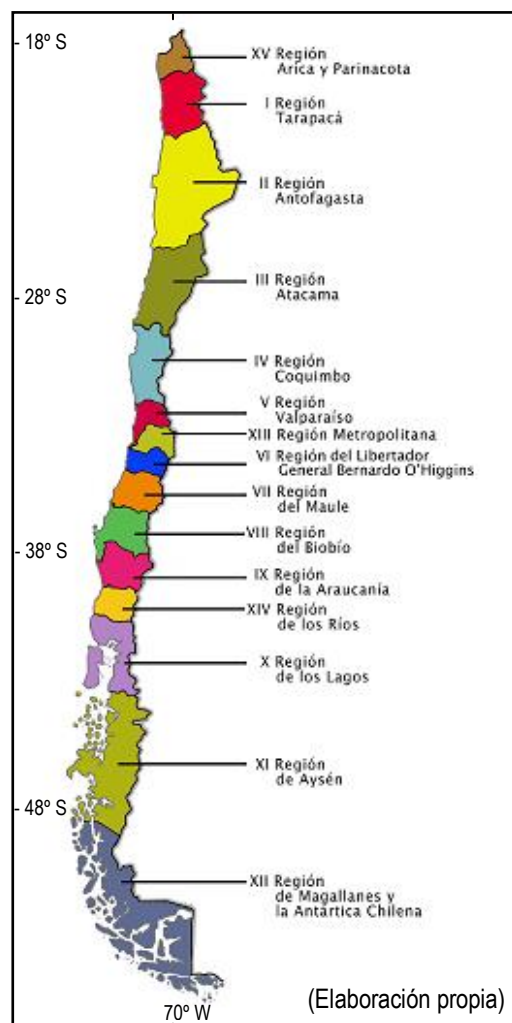 - 18º S
XV Región
Arica y Parinacota
I Región
Tarapacá
II Región
Antofagasta
- 28º S
III Región
Atacama
IV Región
Coquimbo
V Región
Valparaíso
XIII Región Metropolitana
VI Región del Libertador
General Bernardo O'Higgins
VII Región
del Maule
VIII Región
del Biobío
- 38º S
IX Región
de la Araucanía
XIV Región
de los Ríos
X Región
de los Lagos
XI Región
de Aysén
- 48º S
XII Región
de Magallanes y
la Antártica Chilena
(Elaboración propia)
70º W